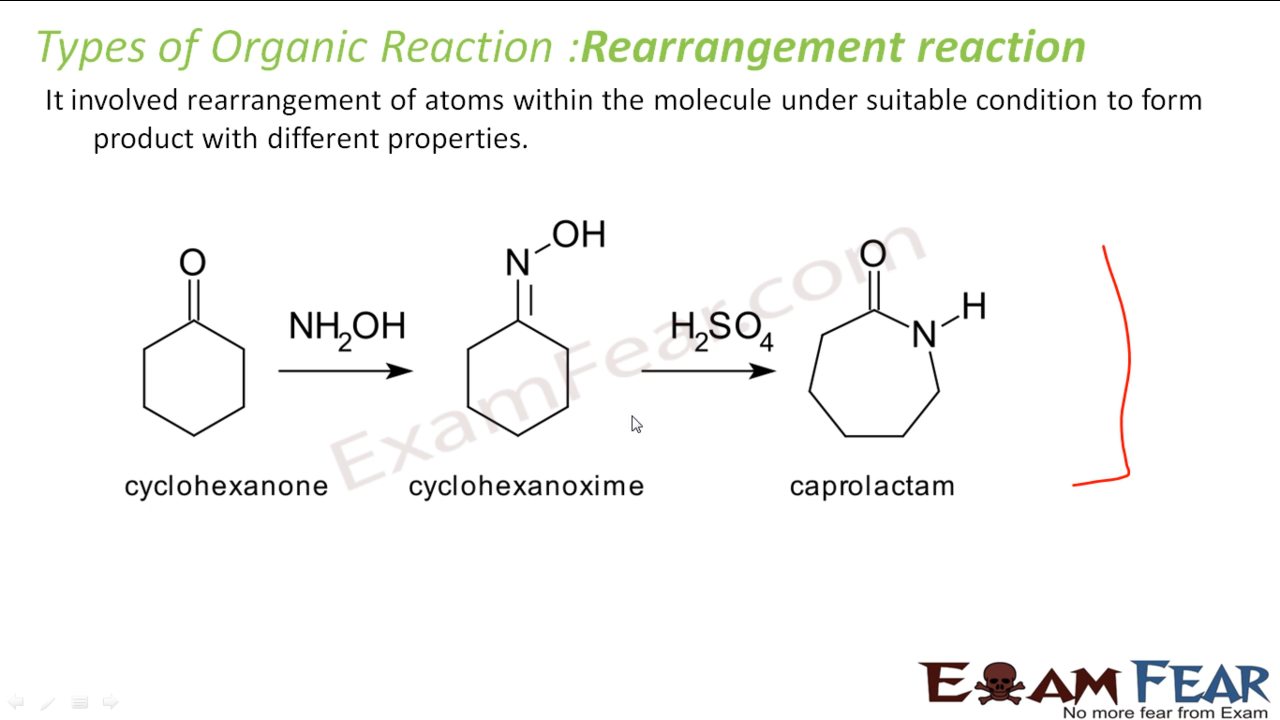 Types of Organic Reaction :Rearrangement reaction
It involved rearrangement of atoms within the molecule under suitable condition to form
product with different properties.
O
NH₂OH
N OH
H₂SO₄
O
N H
cyclohexanone
cyclohexanoxime
caprolactam
ExamFear.com
EXAM FEAR
No more fear from Exam